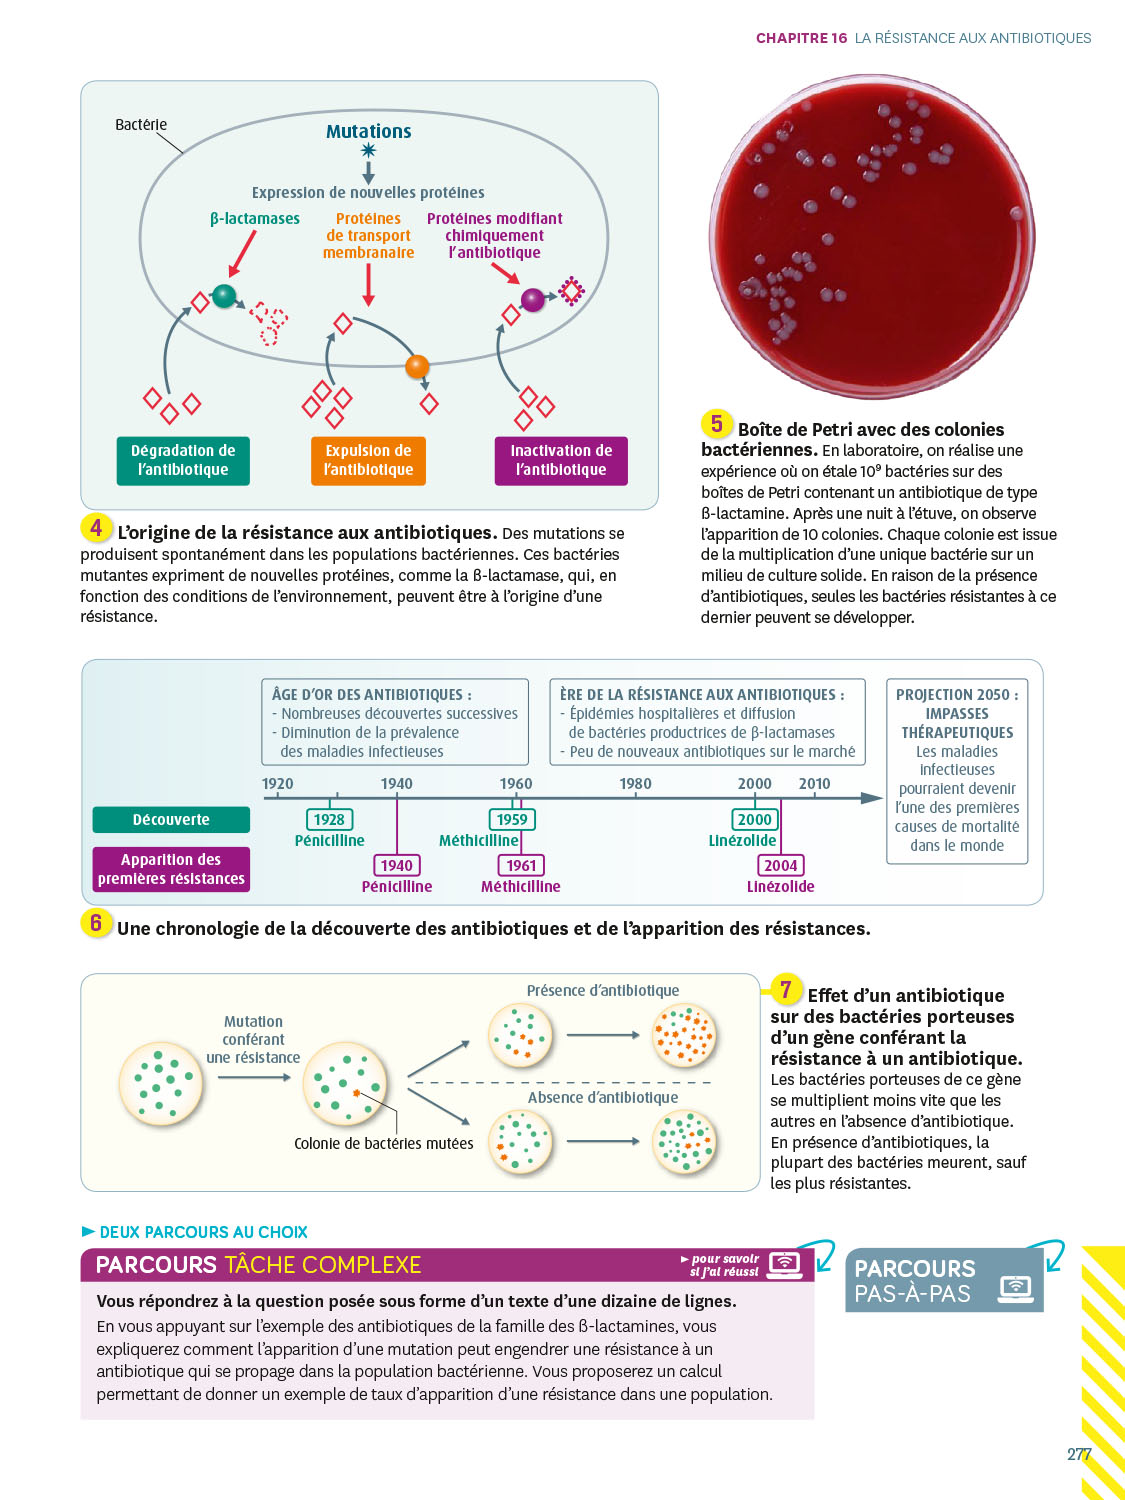 CHAPITRE 16 LA RÉSISTANCE AUX ANTIBIOTIQUES
Bactérie
Mutations
Expression de nouvelles protéines
β-lactamases
Protéines
de transport
membranaire
Protéines modifiant
chimiquement
l'antibiotique
Dégradation de
l'antibiotique
Expulsion de
l'antibiotique
Inactivation de
l'antibiotique
4 L'origine de la résistance aux antibiotiques. Des mutations se
produisent spontanément dans les populations bactériennes. Ces bactéries
mutantes expriment de nouvelles protéines, comme la ß-lactamase, qui, en
fonction des conditions de l'environnement, peuvent être à l'origine d'une
résistance.
5 Boîte de Petri avec des colonies
bactériennes. En laboratoire, on réalise une
expérience où on étale 10⁹ bactéries sur des
boîtes de Petri contenant un antibiotique de type
ß-lactamine. Après une nuit à l'étuve, on observe
l'apparition de 10 colonies. Chaque colonie est issue
de la multiplication d'une unique bactérie sur un
milieu de culture solide. En raison de la présence
d'antibiotiques, seules les bactéries résistantes à ce
dernier peuvent se développer.
ÂGE D'OR DES ANTIBIOTIQUES :
- Nombreuses découvertes successives
- Diminution de la prévalence
des maladies infectieuses
ÈRE DE LA RÉSISTANCE AUX ANTIBIOTIQUES :
- Épidémies hospitalières et diffusion
de bactéries productrices de β-lactamases
- Peu de nouveaux antibiotiques sur le marché
PROJECTION 2050 :
IMPASSES
THÉRAPEUTIQUES
Les maladies
infectieuses
pourraient devenir
l'une des premières
causes de mortalité
dans le monde
1920 1940 1960 1980 2000 2010
Découverte
1928
Pénicilline
1959
Méthicilline
2000
Linézolide
Apparition des
premières résistances
1940
Pénicilline
1961
Méthicilline
2004
Linézolide
6 Une chronologie de la découverte des antibiotiques et de l'apparition des résistances.
Mutation
conférant
une résistance
Colonie de bactéries mutées
Présence d'antibiotique
Absence d'antibiotique
7 Effet d'un antibiotique
sur des bactéries porteuses
d'un gène conférant la
résistance à un antibiotique.
Les bactéries porteuses de ce gène
se multiplient moins vite que les
autres en l'absence d'antibiotique.
En présence d'antibiotiques, la
plupart des bactéries meurent, sauf
les plus résistantes.
► DEUX PARCOURS AU CHOIX
PARCOURS TÂCHE COMPLEXE
► pour savoir
si j'ai réussi
Vous répondrez à la question posée sous forme d'un texte d'une dizaine de lignes.
En vous appuyant sur l'exemple des antibiotiques de la famille des ß-lactamines, vous
expliquerez comment l'apparition d'une mutation peut engendrer une résistance à un
antibiotique qui se propage dans la population bactérienne. Vous proposerez un calcul
permettant de donner un exemple de taux d'apparition d'une résistance dans une population.
PARCOURS
PAS-À-PAS
277